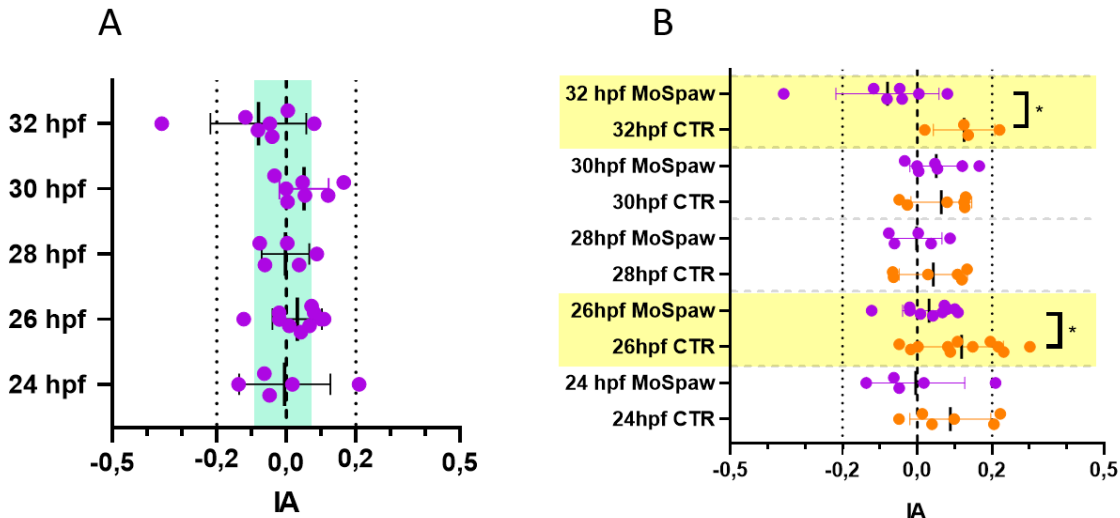 A
32 hpf
30 hpf
28 hpf
26 hpf
24 hpf
-0,5 -0,2 0,0 0,2 0,5
IA
B
32 hpf MoSpaw
32hpf CTR
30hpf MoSpaw
30hpf CTR
28hpf MoSpaw
28hpf CTR
26hpf MoSpaw
26hpf CTR
24 hpf MoSpaw
24hpf CTR
*
*
-0,5 -0,2 0,0 0,2 0,5
IA